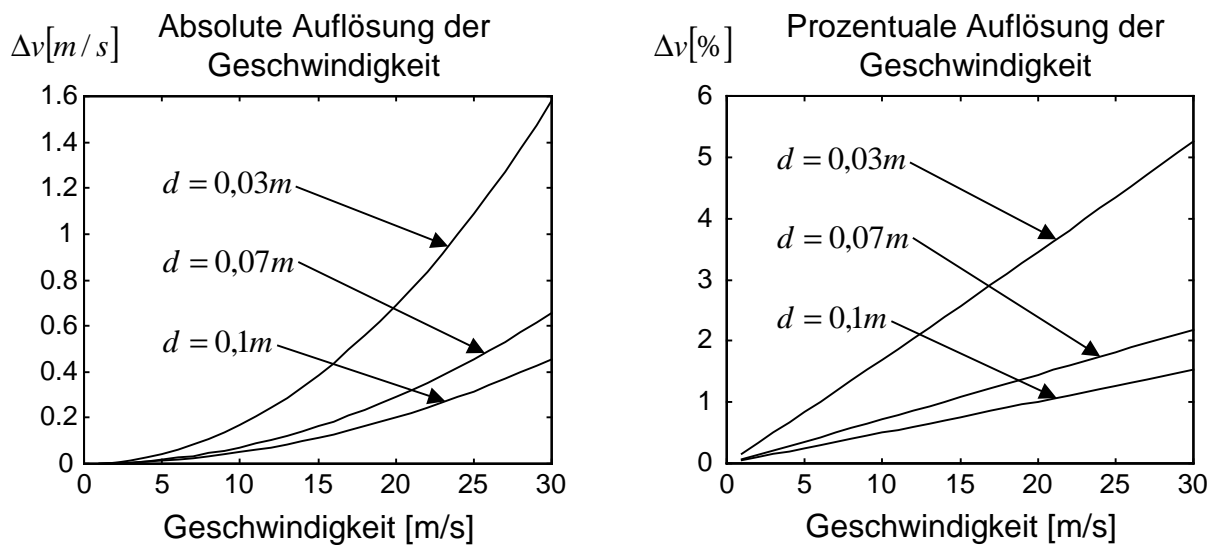 Δv[m/s]
Absolute Auflösung der
Geschwindigkeit
1.6
1.4
1.2
1
0.8
0.6
0.4
0.2
0
d = 0,03m
d = 0,07m
d = 0,1m
0 5 10 15 20 25 30
Geschwindigkeit [m/s]
Δv[%]
Prozentuale Auflösung der
Geschwindigkeit
6
5
4
3
2
1
0
d = 0,03m
d = 0,07m
d = 0,1m
0 5 10 15 20 25 30
Geschwindigkeit [m/s]